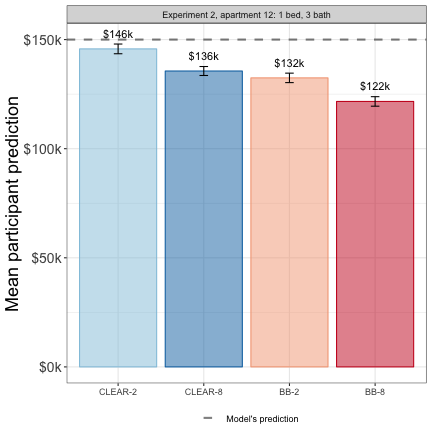 Experiment 2, apartment 12: 1 bed, 3 bath
Mean participant prediction
$150k
$100k
$50k
$0k
$146k
$136k
$132k
$122k
CLEAR-2
CLEAR-8
BB-2
BB-8
Model's prediction